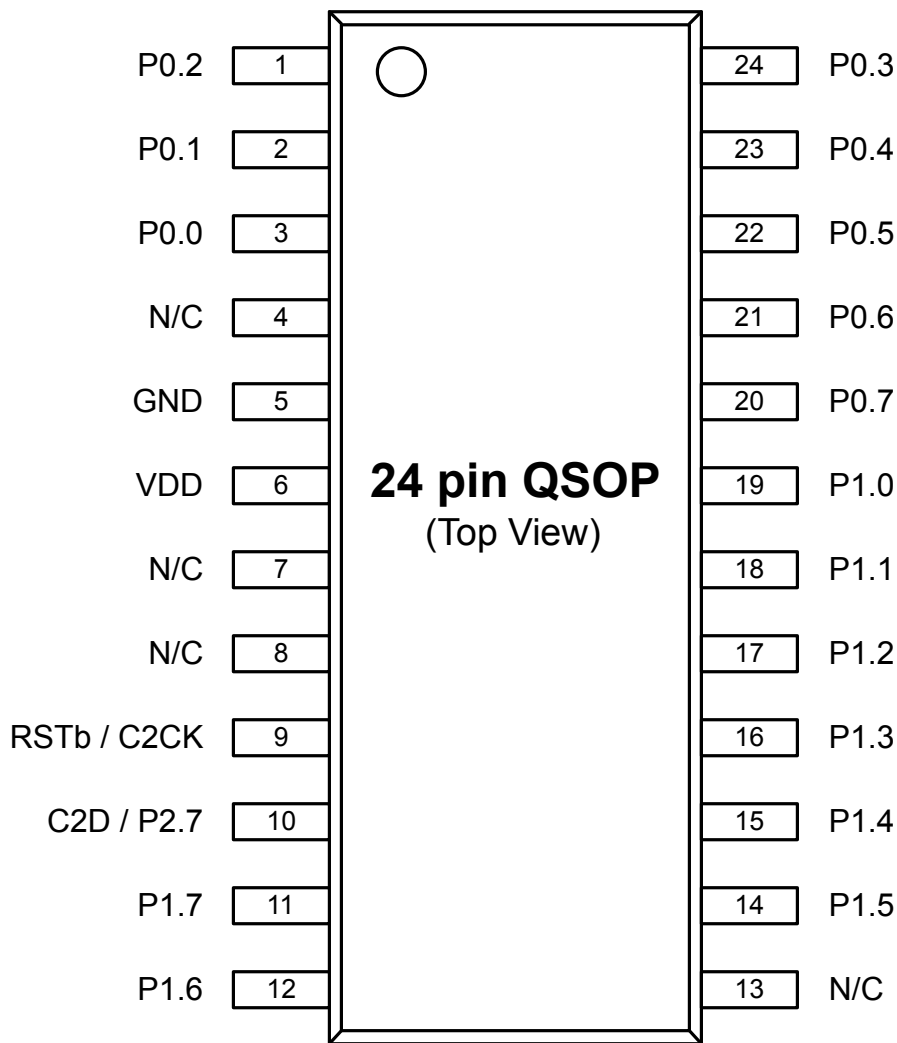 P0.2 1 24 P0.3
P0.1 2 23 P0.4
P0.0 3 22 P0.5
N/C 4 21 P0.6
GND 5 20 P0.7
VDD 6 24 pin QSOP 19 P1.0
(Top View)
N/C 7 18 P1.1
N/C 8 17 P1.2
RSTb / C2CK 9 16 P1.3
C2D / P2.7 10 15 P1.4
P1.7 11 14 P1.5
P1.6 12 13 N/C